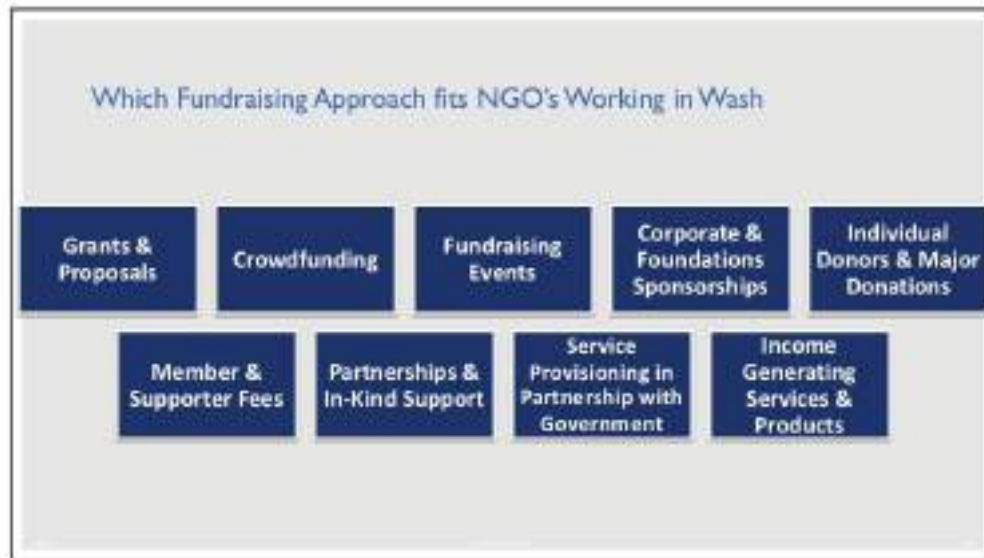 Which Fundraising Approach fits NGO's Working in Wash
Grants &
Proposals
Crowdfunding
Fundraising
Events
Corporate &
Foundations
Sponsorships
Individual
Donors & Major
Donations
Member &
Supporter Fees
Partnerships &
In-Kind Support
Service
Provisioning in
Partnership with
Government
Income
Generating
Services &
Products